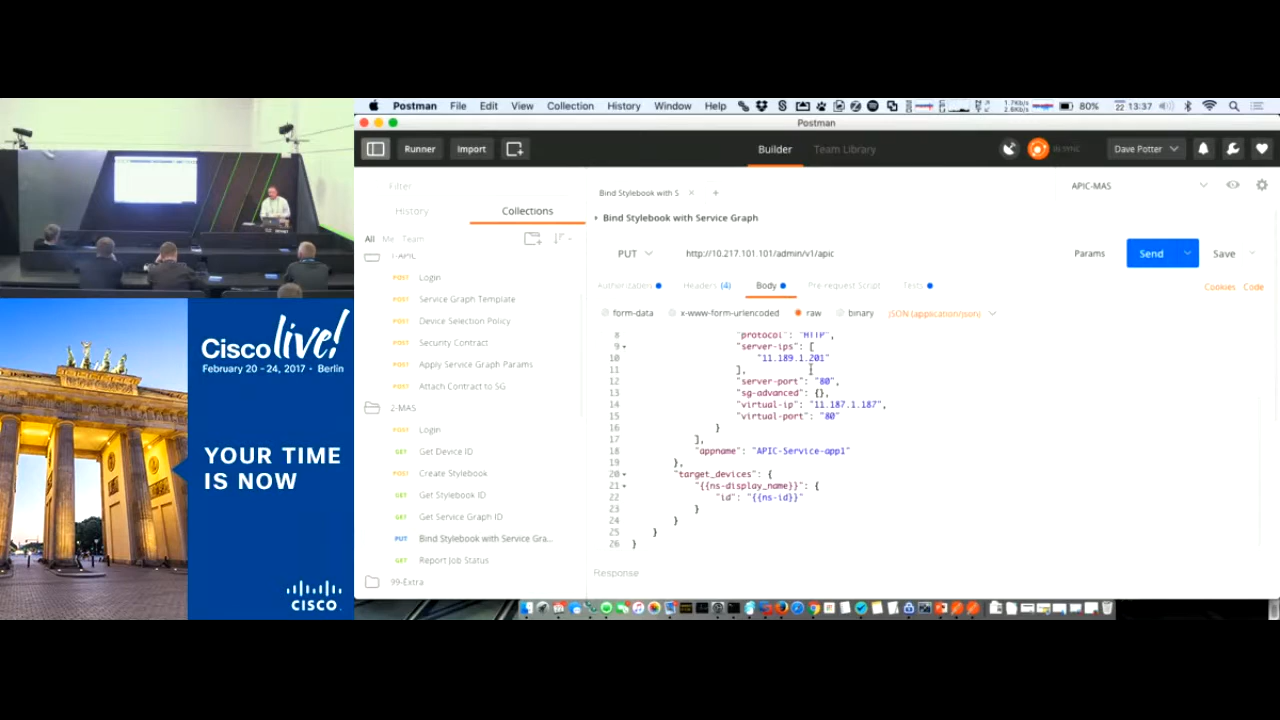 Postman File Edit View Collection History Window Help 80% 22 13:37
Postman
Runner Import Builder Team Library IN SYNC Dave Potter
Filter
History Collections
All Me Team
1-APIC
POST Login
POST Service Graph Template
POST Device Selection Policy
POST Security Contract
POST Apply Service Graph Params
POST Attach Contract to SG
2-MAS
POST Login
GET Get Device ID
POST Create Stylebook
GET Get Stylebook ID
GET Get Service Graph ID
PUT Bind Stylebook with Service Gra...
GET Report Job Status
99-Extra
Bind Stylebook with S
APIC-MAS
Bind Stylebook with Service Graph
PUT http://10.217.101.101/admin/v1/apic Params Send Save
Authorization Headers (4) Body Pre-request Script Tests Cookies Code
form-data x-www-form-urlencoded raw binary JSON (application/json)
8 "protocol": "HTTP",
9 "server-ips": [
10 "11.189.1.201"
11 ],
12 "server-port": "80",
13 "sg-advanced": {},
14 "virtual-ip": "11.187.1.187",
15 "virtual-port": "80"
16 }
17 ],
18 "appname": "APIC-Service-app1"
19 },
20 "target_devices": {
21 "{{ns-display_name}}": {
22 "id": "{{ns-id}}"
23 }
24 }
25 }
26 }
Response
Cisco live!
February 20 - 24, 2017 • Berlin
YOUR TIME
IS NOW
CISCO